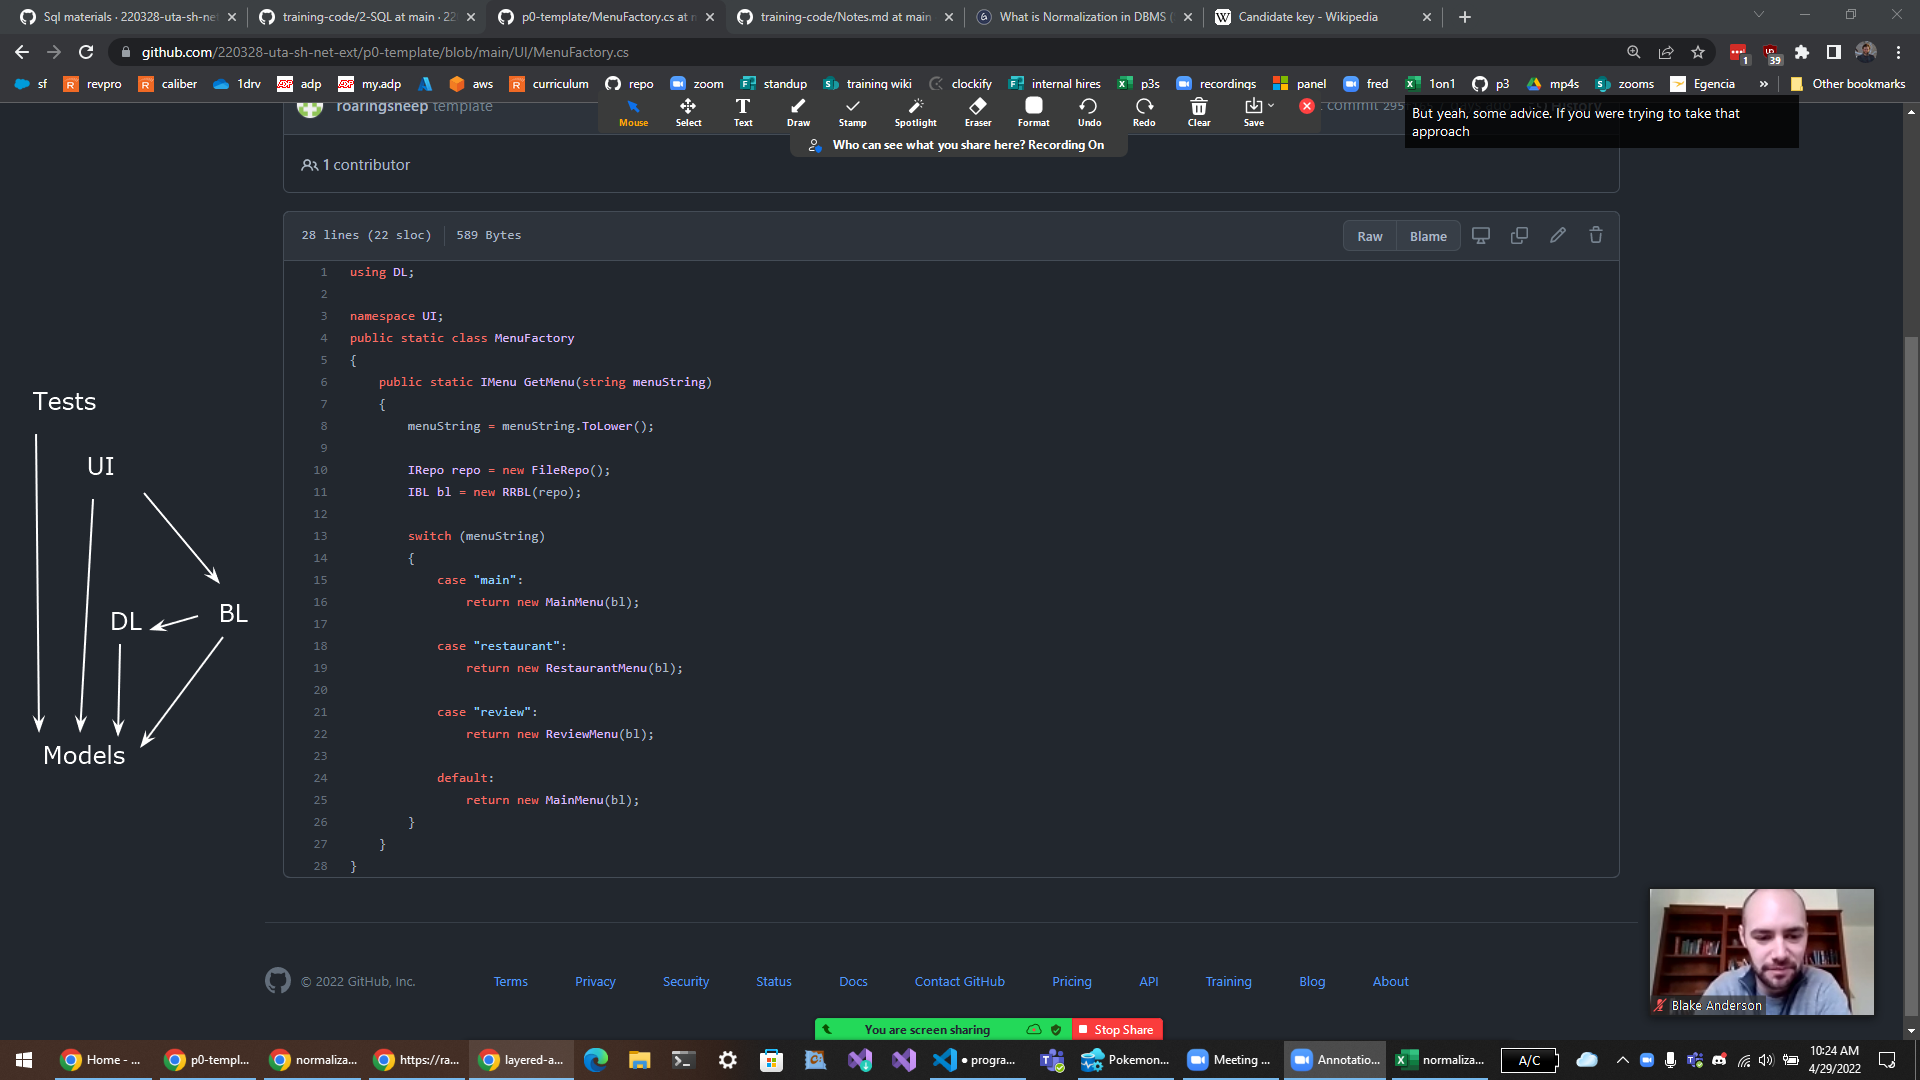 Sql materials · 220328-uta-sh-net
training-code/2-SQL at main · 22
p0-template/MenuFactory.cs at m
training-code/Notes.md at main
What is Normalization in DBMS (
Candidate key - Wikipedia
github.com/220328-uta-sh-net-ext/p0-template/blob/main/UI/MenuFactory.cs
1
39
sf revpro caliber 1drv adp my.adp aws curriculum repo zoom standup training wiki clockify internal hires p3s recordings panel fred 1on1 p3 mp4s zooms Egencia » Other bookmarks
roaringsheep template
commit
Mouse Select Text Draw Stamp Spotlight Eraser Format Undo Redo Clear Save
But yeah, some advice. If you were trying to take that
approach
Who can see what you share here? Recording On
1 contributor
28 lines (22 sloc) 589 Bytes
Raw Blame
1 using DL;
2
3 namespace UI;
4 public static class MenuFactory
5 {
6 public static IMenu GetMenu(string menuString)
7 {
8 menuString = menuString.ToLower();
9
10 IRepo repo = new FileRepo();
11 IBL bl = new RRBL(repo);
12
13 switch (menuString)
14 {
15 case "main":
16 return new MainMenu(bl);
17
18 case "restaurant":
19 return new RestaurantMenu(bl);
20
21 case "review":
22 return new ReviewMenu(bl);
23
24 default:
25 return new MainMenu(bl);
26 }
27 }
28 }
Tests
UI
DL
BL
Models
© 2022 GitHub, Inc. Terms Privacy Security Status Docs Contact GitHub Pricing API Training Blog About
Blake Anderson
You are screen sharing Stop Share
Home - ... p0-templ... normaliza... https://ra... layered-a... • progra... Pokemon... Meeting ... Annotatio... normaliza... A/C
10:24 AM
4/29/2022